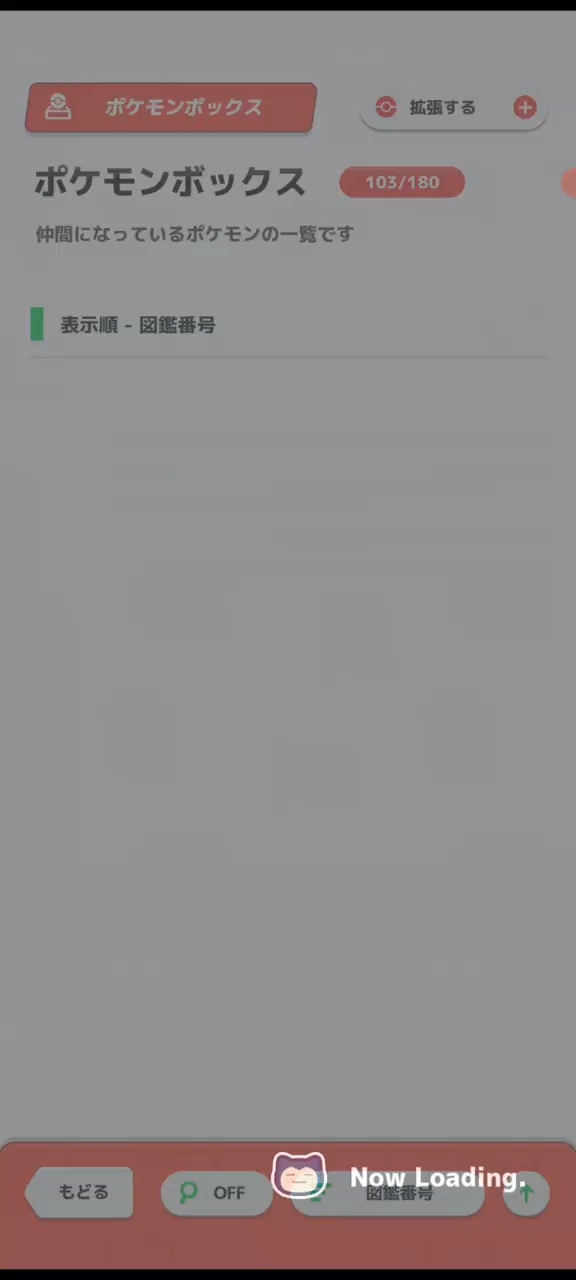 ポケモンボックス
拡張する
ポケモンボックス 103/180
仲間になっているポケモンの一覧です
表示順 - 図鑑番号
もどる
OFF
図鑑番号
Now Loading.